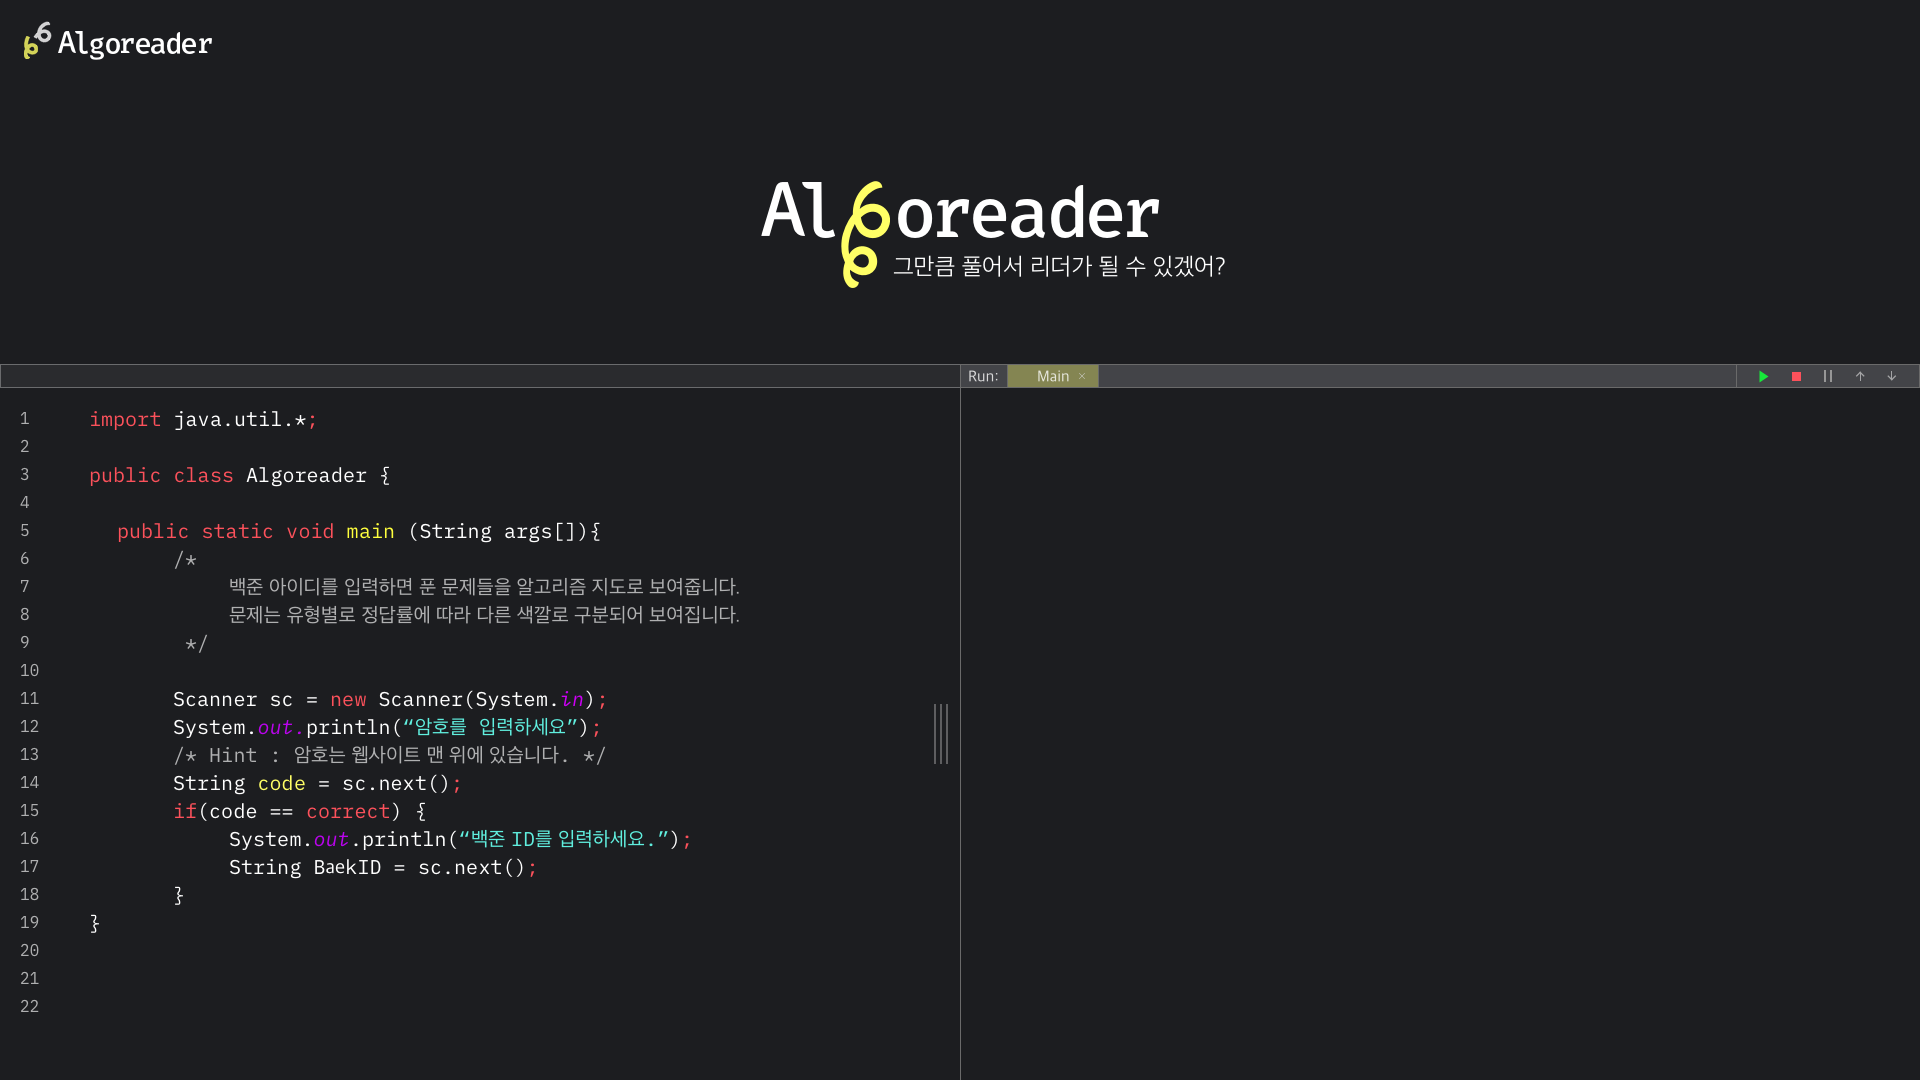 Algoreader
Algoreader
그만큼 풀어서 리더가 될 수 있겠어?
Run: Main ×
1 import java.util.*;
2
3 public class Algoreader {
4
5 public static void main (String args[]){
6 /*
7 백준 아이디를 입력하면 푼 문제들을 알고리즘 지도로 보여줍니다.
8 문제는 유형별로 정답률에 따라 다른 색깔로 구분되어 보여집니다.
9 */
10
11 Scanner sc = new Scanner(System.in);
12 System.out.println(“암호를 입력하세요”);
13 /* Hint : 암호는 웹사이트 맨 위에 있습니다. */
14 String code = sc.next();
15 if(code == correct) {
16 System.out.println(“백준 ID를 입력하세요.”);
17 String BaekID = sc.next();
18 }
19 }
20
21
22